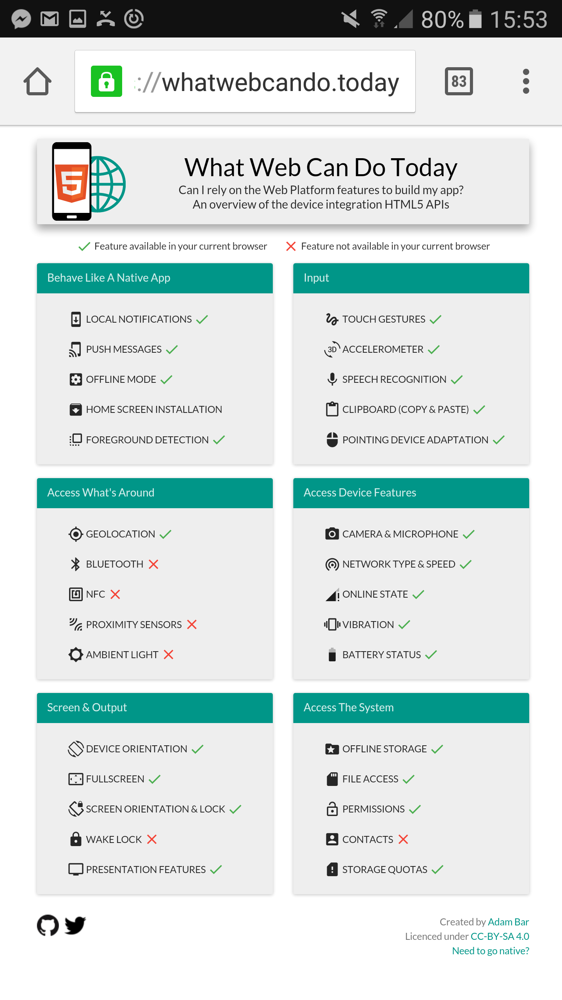 80% 15:53
://whatwebcando.today
83
What Web Can Do Today
Can I rely on the Web Platform features to build my app?
An overview of the device integration HTML5 APIs
Feature available in your current browser
Feature not available in your current browser
Behave Like A Native App
LOCAL NOTIFICATIONS
PUSH MESSAGES
OFFLINE MODE
HOME SCREEN INSTALLATION
FOREGROUND DETECTION
Input
TOUCH GESTURES
3D ACCELEROMETER
SPEECH RECOGNITION
CLIPBOARD (COPY & PASTE)
POINTING DEVICE ADAPTATION
Access What's Around
GEOLOCATION
BLUETOOTH
NFC
PROXIMITY SENSORS
AMBIENT LIGHT
Access Device Features
CAMERA & MICROPHONE
NETWORK TYPE & SPEED
ONLINE STATE
VIBRATION
BATTERY STATUS
Screen & Output
DEVICE ORIENTATION
FULLSCREEN
SCREEN ORIENTATION & LOCK
WAKE LOCK
PRESENTATION FEATURES
Access The System
OFFLINE STORAGE
FILE ACCESS
PERMISSIONS
CONTACTS
STORAGE QUOTAS
Created by Adam Bar
Licenced under CC-BY-SA 4.0
Need to go native?